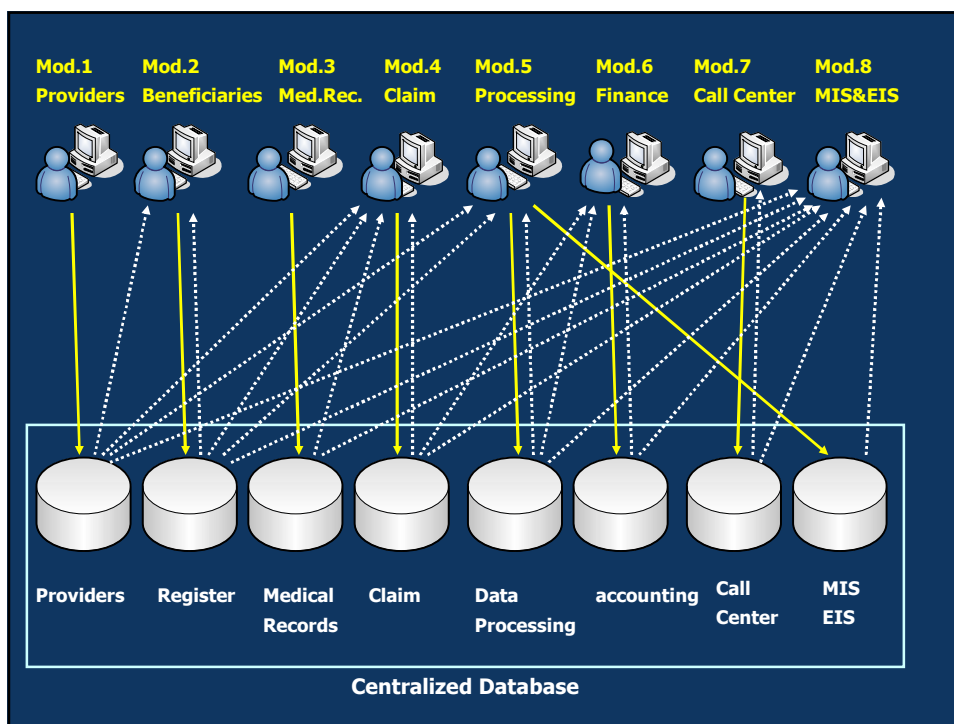 Mod.1
Providers
Mod.2
Beneficiaries
Mod.3
Med.Rec.
Mod.4
Claim
Mod.5
Processing
Mod.6
Finance
Mod.7
Call Center
Mod.8
MIS&EIS
Providers
Register
Medical
Records
Claim
Data
Processing
accounting
Call
Center
MIS
EIS
Centralized Database